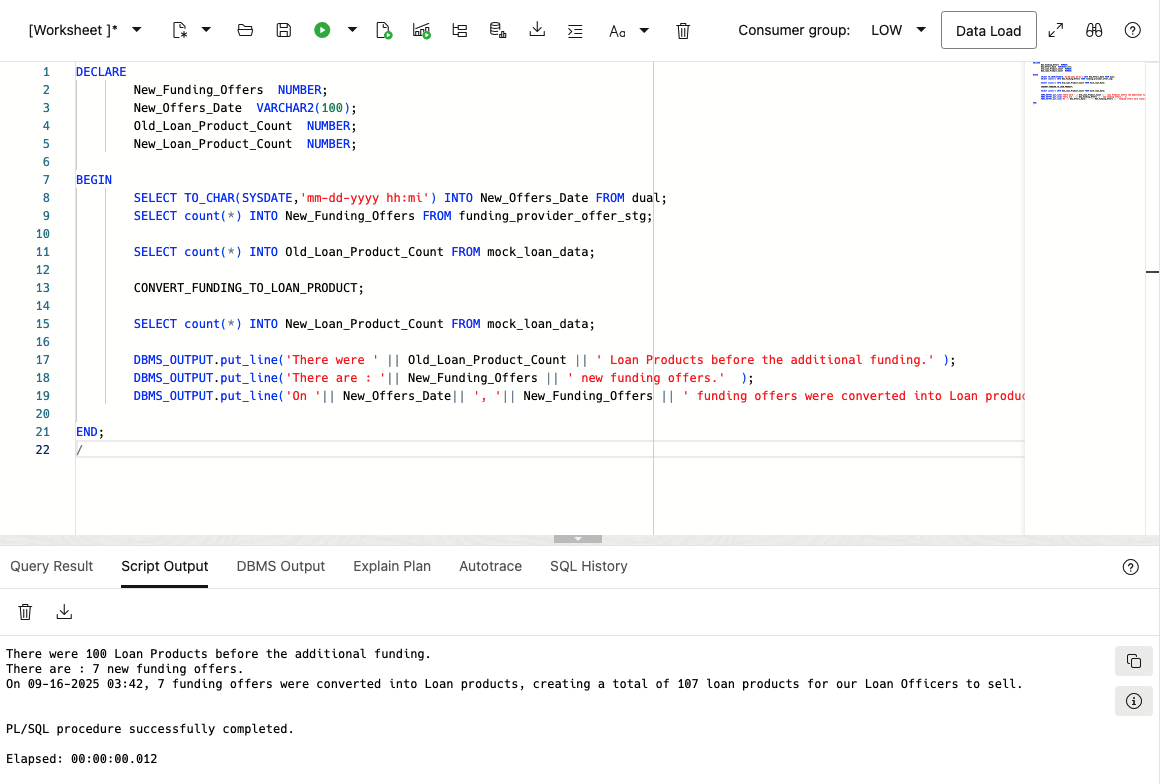 [Worksheet ]*
Aa
Consumer group: LOW
Data Load
1 DECLARE
2 New_Funding_Offers NUMBER;
3 New_Offers_Date VARCHAR2(100);
4 Old_Loan_Product_Count NUMBER;
5 New_Loan_Product_Count NUMBER;
6
7 BEGIN
8 SELECT TO_CHAR(SYSDATE,'mm-dd-yyyy hh:mi') INTO New_Offers_Date FROM dual;
9 SELECT count(*) INTO New_Funding_Offers FROM funding_provider_offer_stg;
10
11 SELECT count(*) INTO Old_Loan_Product_Count FROM mock_loan_data;
12
13 CONVERT_FUNDING_TO_LOAN_PRODUCT;
14
15 SELECT count(*) INTO New_Loan_Product_Count FROM mock_loan_data;
16
17 DBMS_OUTPUT.put_line('There were ' || Old_Loan_Product_Count || ' Loan Products before the additional funding.' );
18 DBMS_OUTPUT.put_line('There are : '|| New_Funding_Offers || ' new funding offers.' );
19 DBMS_OUTPUT.put_line('On '|| New_Offers_Date|| ', '|| New_Funding_Offers || ' funding offers were converted into Loan produc
20
21 END;
22 /
Query Result Script Output DBMS Output Explain Plan Autotrace SQL History
There were 100 Loan Products before the additional funding.
There are : 7 new funding offers.
On 09-16-2025 03:42, 7 funding offers were converted into Loan products, creating a total of 107 loan products for our Loan Officers to sell.
PL/SQL procedure successfully completed.
Elapsed: 00:00:00.012